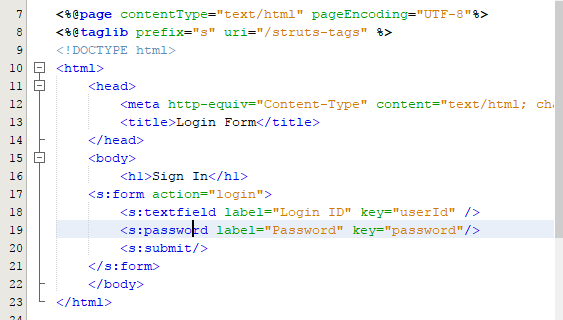 7 <%@page contentType="text/html" pageEncoding="UTF-8"%>
8 <%@taglib prefix="s" uri="/struts-tags" %>
9 <!DOCTYPE html>
10 <html>
11 <head>
12 <meta http-equiv="Content-Type" content="text/html;
13 <title>Login Form</title>
14 </head>
15 <body>
16 <h1>Sign In</h1>
17 <s:form action="login">
18 <s:textfield label="Login ID" key="userId" />
19 <s:password label="Password" key="password"/>
20 <s:submit/>
21 </s:form>
22 </body>
23 </html>